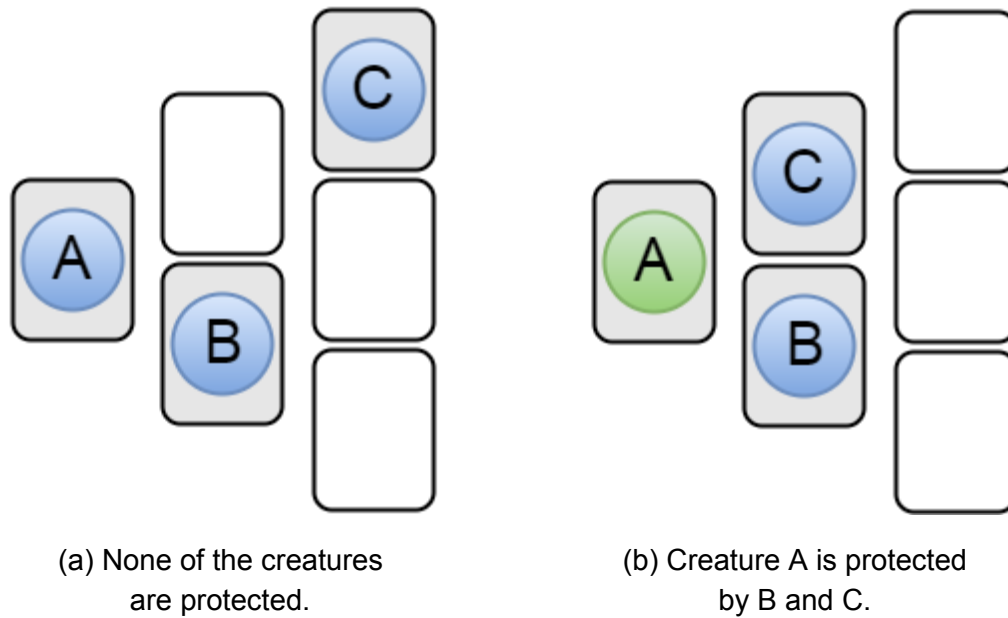 C
A
B
C
A
B
(a) None of the creatures
are protected.
(b) Creature A is protected
by B and C.